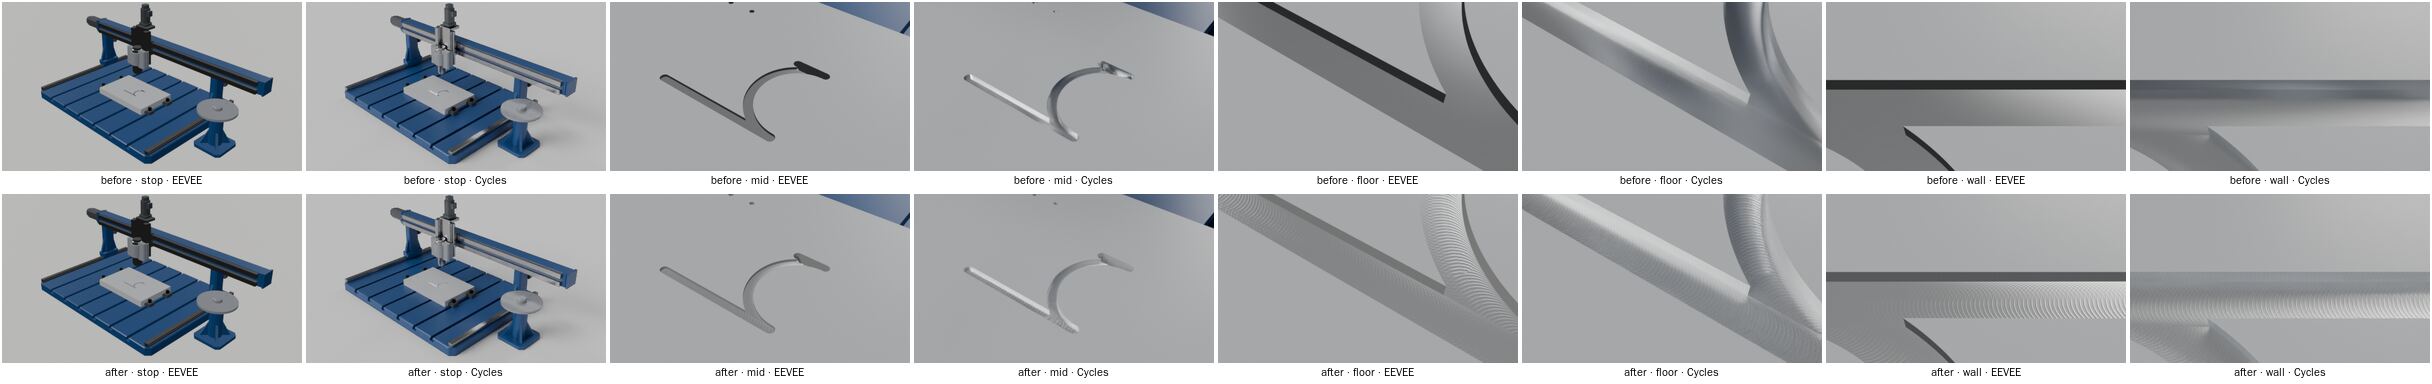 before · stop · EEVEE
before · stop · Cycles
before · mid · EEVEE
before · mid · Cycles
before · floor · EEVEE
before · floor · Cycles
before · wall · EEVEE
before · wall · Cycles
after · stop · EEVEE
after · stop · Cycles
after · mid · EEVEE
after · mid · Cycles
after · floor · EEVEE
after · floor · Cycles
after · wall · EEVEE
after · wall · Cycles